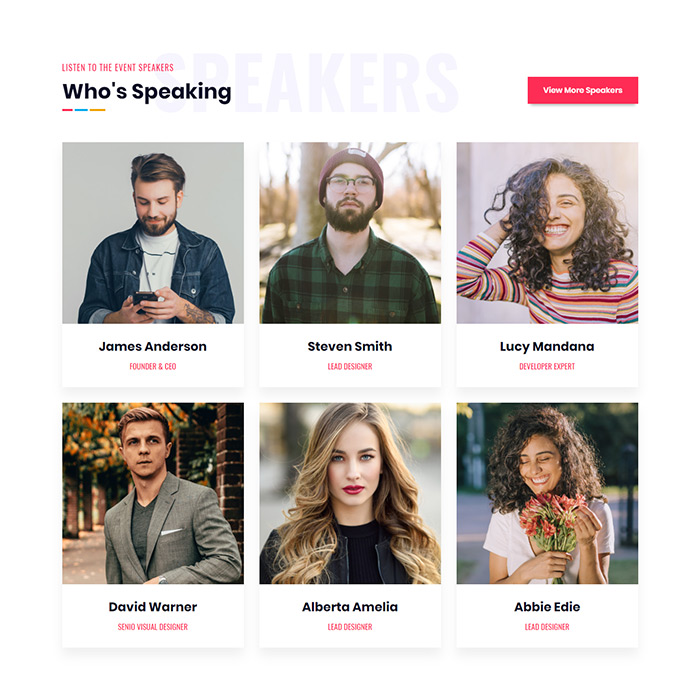 SPEAKERS
LISTEN TO THE EVENT SPEAKERS
Who's Speaking
View More Speakers
James Anderson
FOUNDER & CEO
Steven Smith
LEAD DESIGNER
Lucy Mandana
DEVELOPER EXPERT
David Warner
SENIO VISUAL DESIGNER
Alberta Amelia
LEAD DESIGNER
Abbie Edie
LEAD DESIGNER